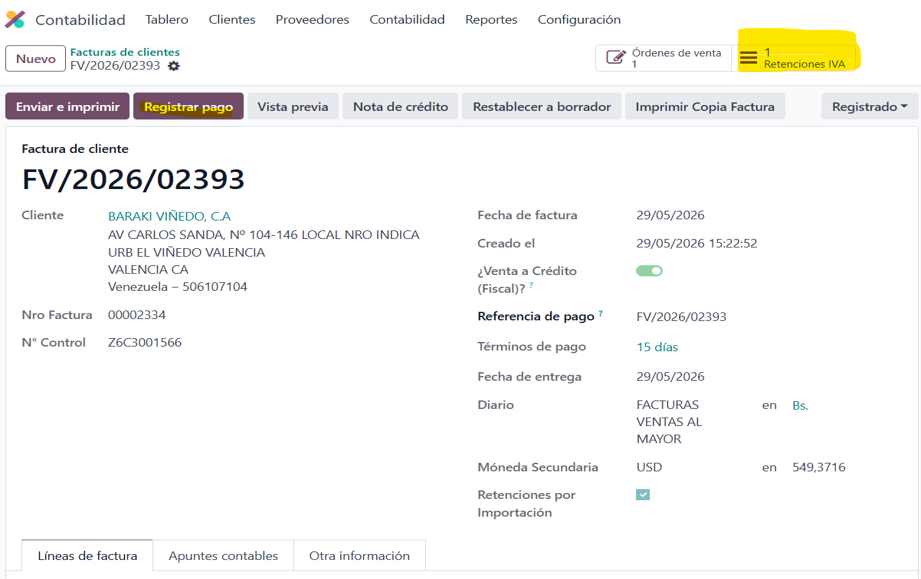 Contabilidad Tablero Clientes Proveedores Contabilidad Reportes Configuración
Nuevo
Facturas de clientes
FV/2026/02393
Órdenes de venta
1
1
Retenciones IVA
Enviar e imprimir Registrar pago Vista previa Nota de crédito Restablecer a borrador Imprimir Copia Factura Registrado
Factura de cliente
FV/2026/02393
Cliente
BARAKI VIÑEDO, C.A
AV CARLOS SANDA, Nº 104-146 LOCAL NRO INDICA
URB EL VIÑEDO VALENCIA
VALENCIA CA
Venezuela – 506107104
Nro Factura 00002334
N° Control Z6C3001566
Fecha de factura 29/05/2026
Creado el 29/05/2026 15:22:52
¿Venta a Crédito
(Fiscal)? ?
Referencia de pago ? FV/2026/02393
Términos de pago 15 días
Fecha de entrega 29/05/2026
Diario FACTURAS en Bs.
VENTAS AL
MAYOR
Móneda Secundaria USD en 549,3716
Retenciones por
Importación
Líneas de factura Apuntes contables Otra información